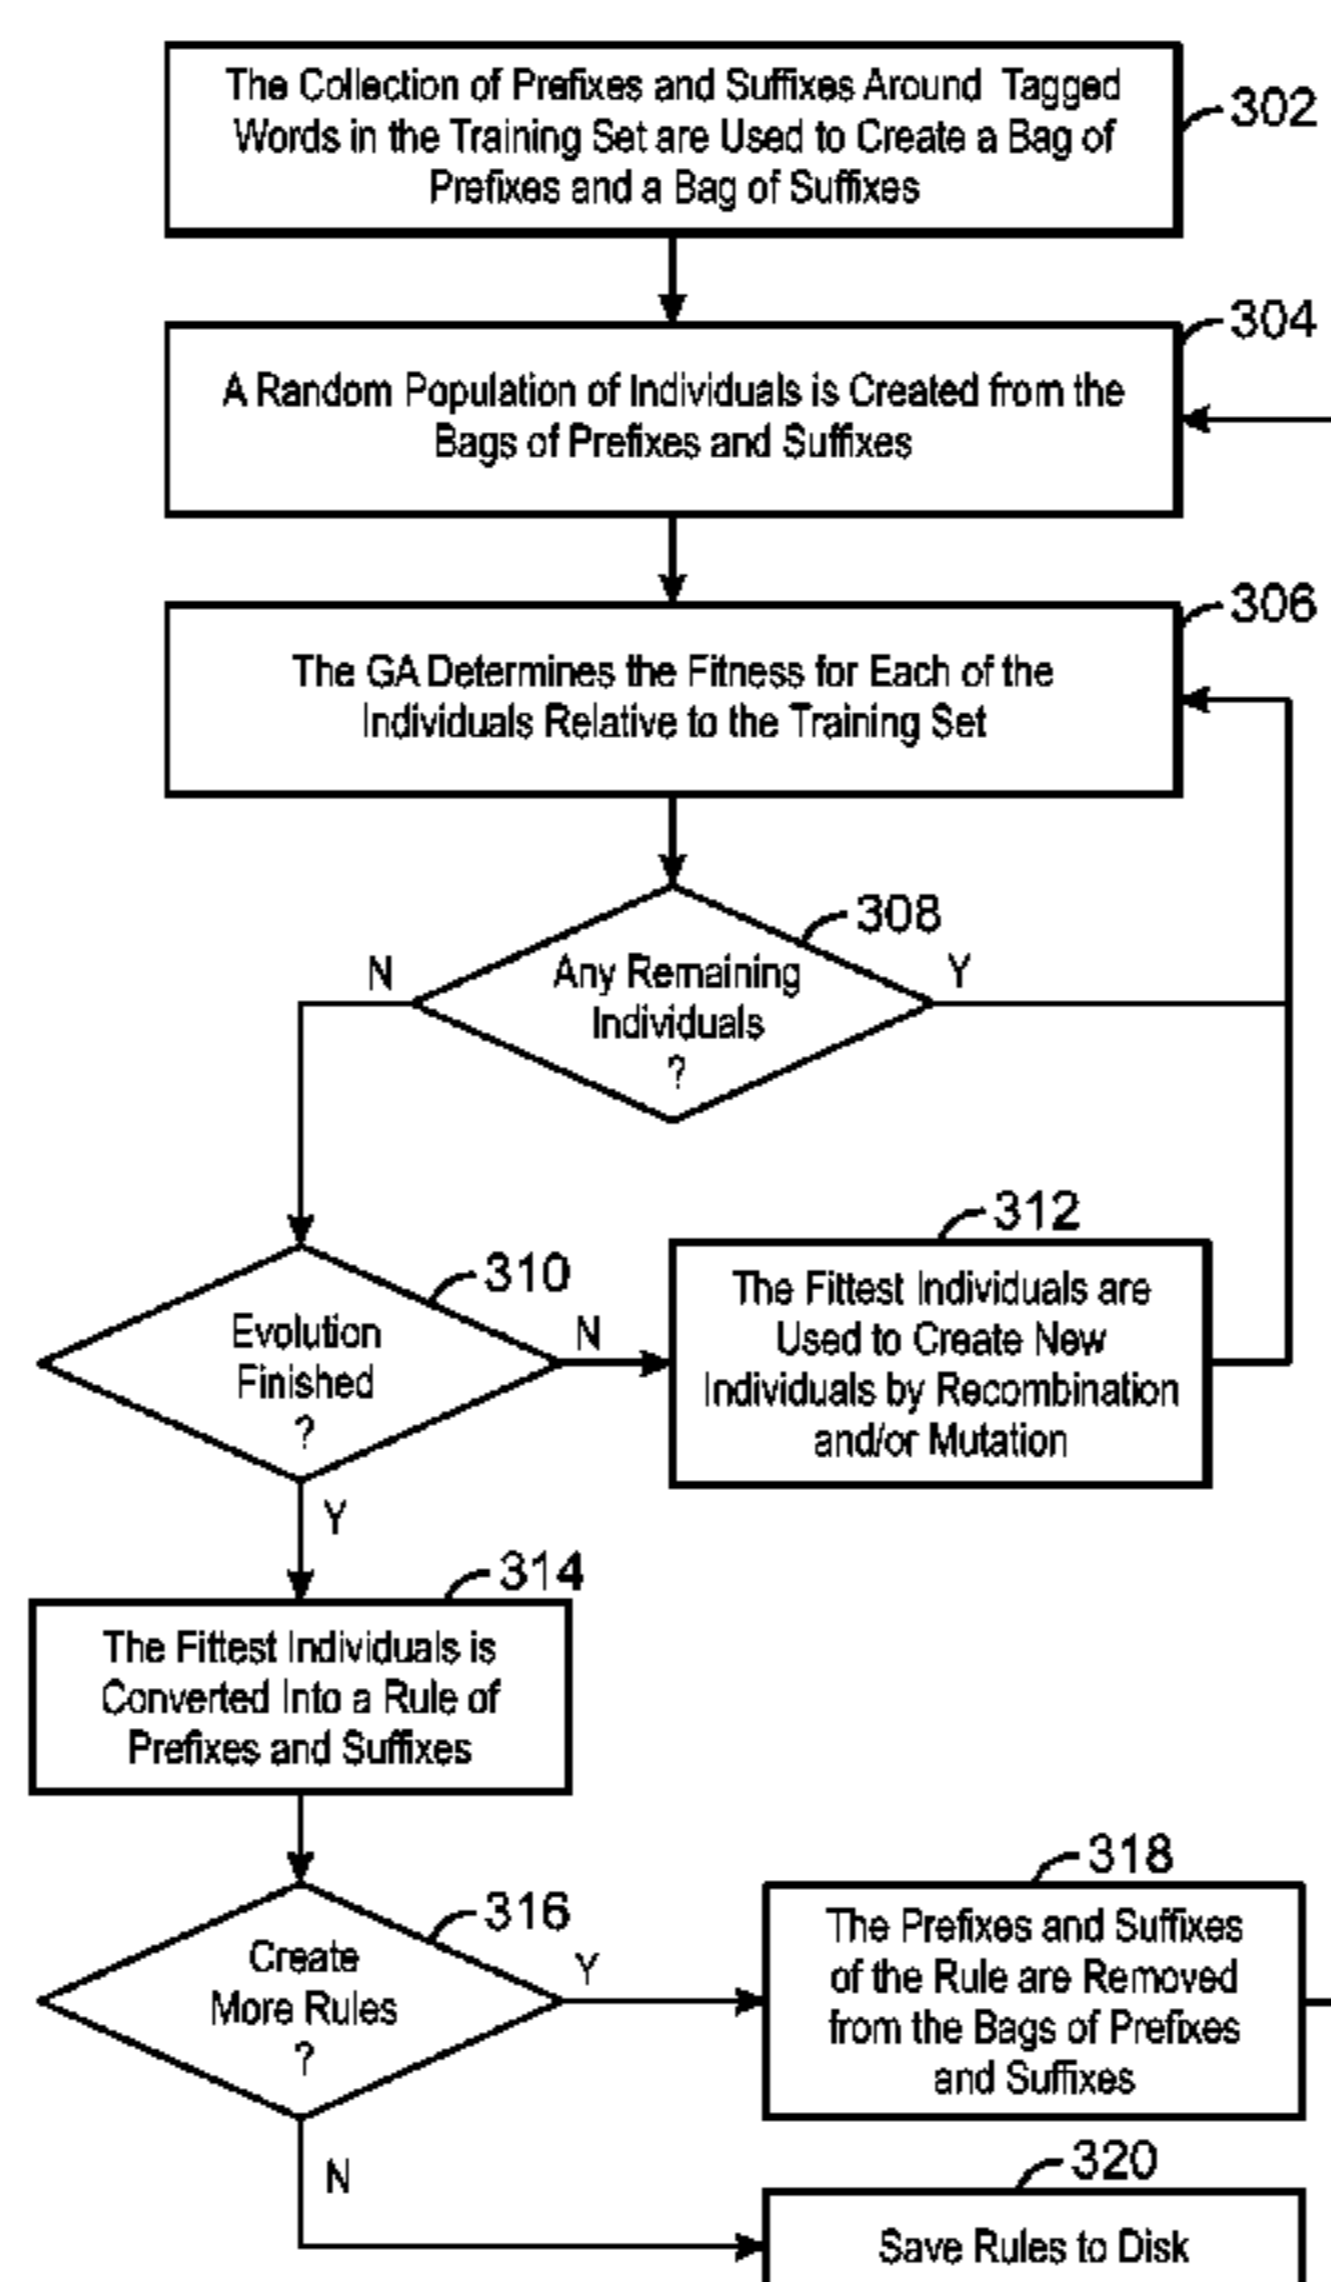 The Collection of Prefixes and Suffixes Around Tagged
Words in the Training Set are Used to Create a Bag of
Prefixes and a Bag of Suffixes
302
304
A Random Population of Individuals is Created from the
Bags of Prefixes and Suffixes
306
The GA Determines the Fitness for Each of the
Individuals Relative to the Training Set
308
N
Any Remaining
Individuals
?
Y
310
Evolution
Finished
?
N
312
The Fittest Individuals are
Used to Create New
Individuals by Recombination
and/or Mutation
Y
314
The Fittest Individuals is
Converted Into a Rule of
Prefixes and Suffixes
316
Create
More Rules
?
Y
318
The Prefixes and Suffixes
of the Rule are Removed
from the Bags of Prefixes
and Suffixes
N
320
Save Rules to Disk